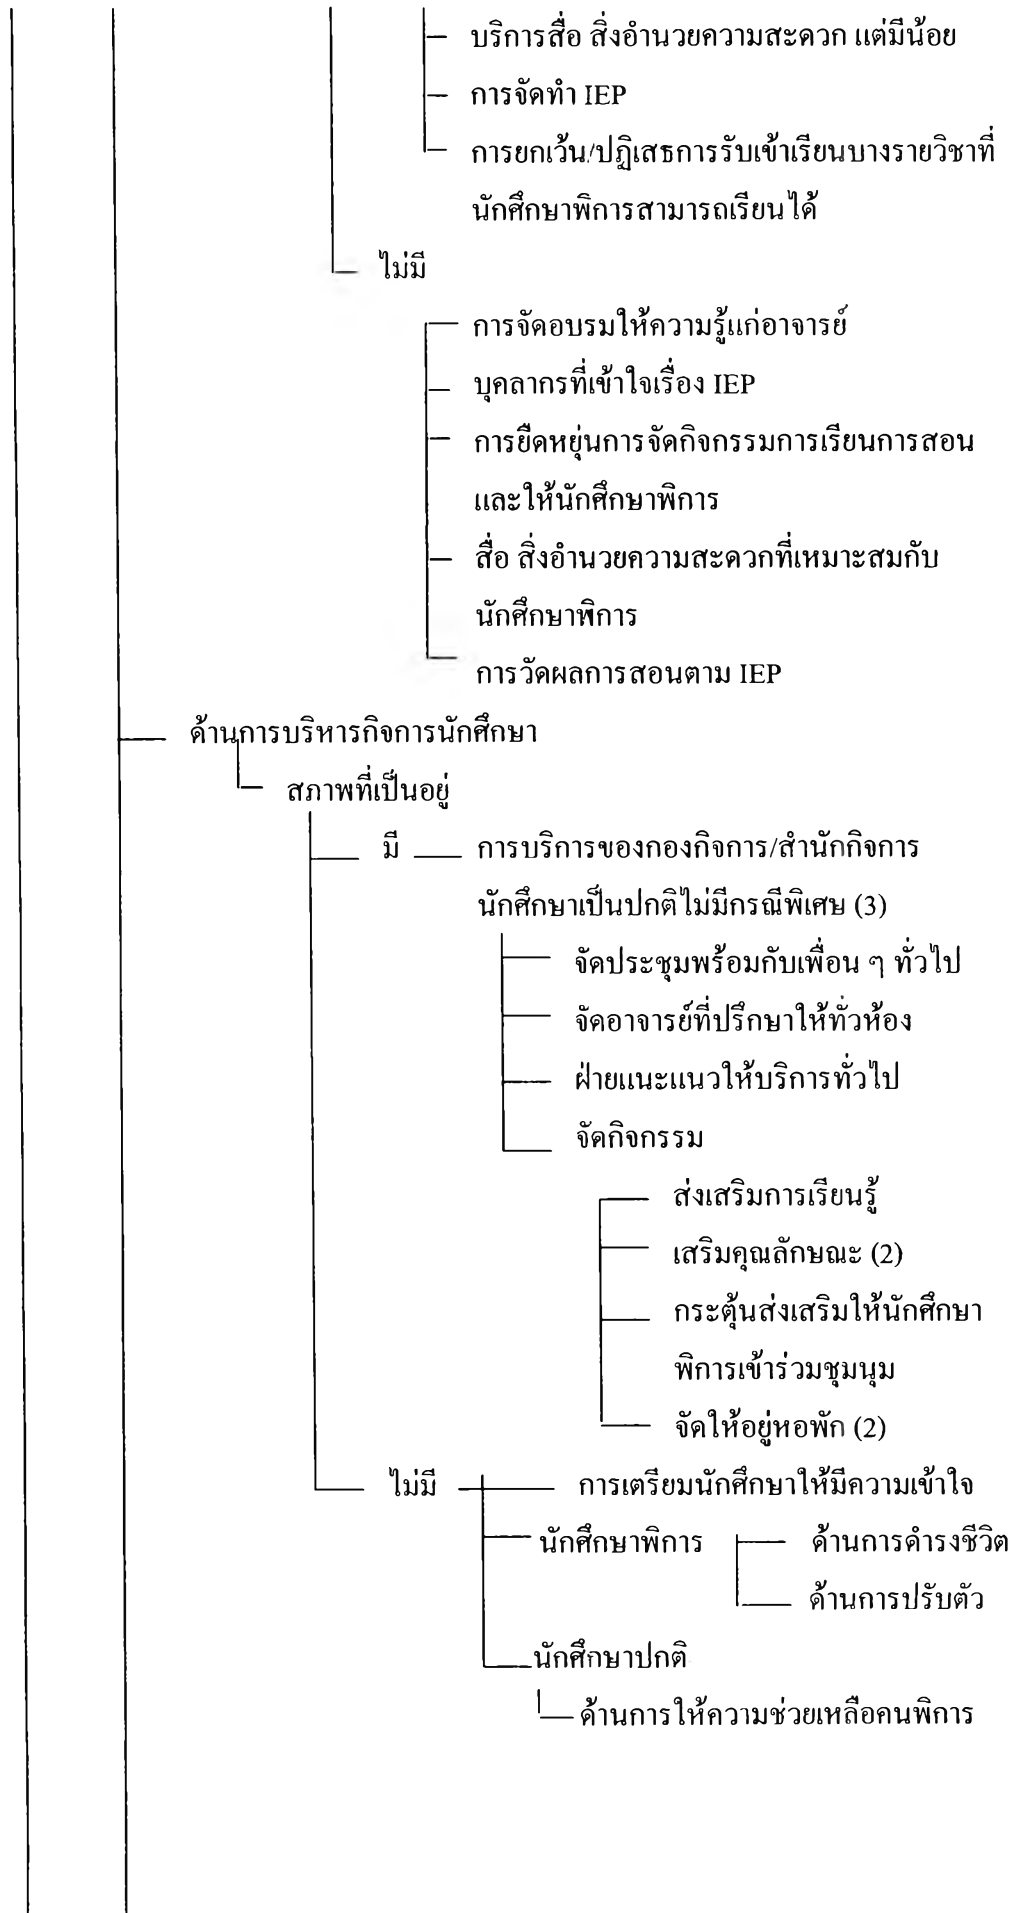 บริการสื่อ สิ่งอำนวยความสะดวก แต่มีน้อย
การจัดทำ IEP
การยกเว้น/ปฏิเสธการรับเข้าเรียนบางรายวิชาที่
นักศึกษาพิการสามารถเรียนได้
ไม่มี
การจัดอบรมให้ความรู้แก่อาจารย์
บุคลากรที่เข้าใจเรื่อง IEP
การยืดหยุ่นการจัดกิจกรรมการเรียนการสอน
และให้นักศึกษาพิการ
สื่อ สิ่งอำนวยความสะดวกที่เหมาะสมกับ
นักศึกษาพิการ
การวัดผลการสอนตาม IEP
ด้านการบริหารกิจการนักศึกษา
สภาพที่เป็นอยู่
มี การบริการของกองกิจการ/สำนักกิจการ
นักศึกษาเป็นปกติไม่มีกรณีพิเศษ (3)
จัดประชุมพร้อมกับเพื่อน ๆ ทั่วไป
จัดอาจารย์ที่ปรึกษาให้ทั่วห้อง
ฝ่ายแนะแนวให้บริการทั่วไป
จัดกิจกรรม
ส่งเสริมการเรียนรู้
เสริมคุณลักษณะ (2)
กระตุ้นส่งเสริมให้นักศึกษา
พิการเข้าร่วมชุมนุม
จัดให้อยู่หอพัก (2)
ไม่มี การเตรียมนักศึกษาให้มีความเข้าใจ
นักศึกษาพิการ ด้านการดำรงชีวิต
ด้านการปรับตัว
นักศึกษาปกติ
ด้านการให้ความช่วยเหลือคนพิการ